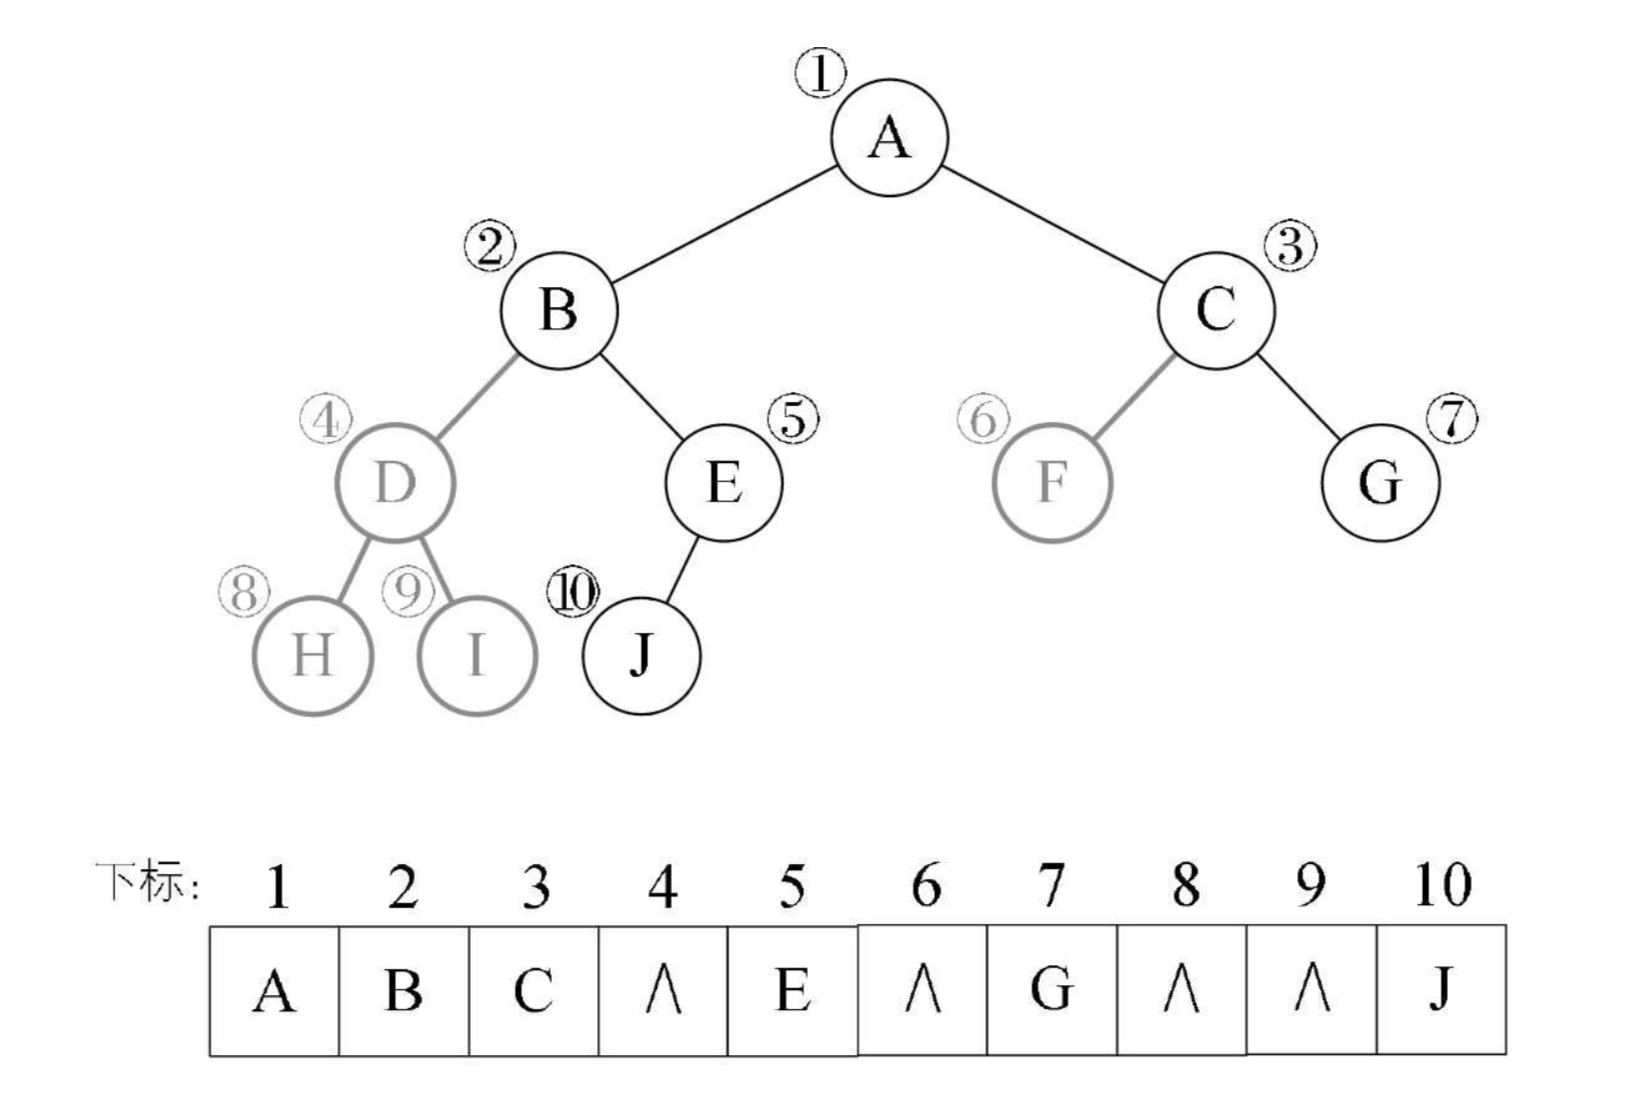 ①
A
② ③
B C
④ ⑤ ⑥ ⑦
D E F G
⑧ ⑨ ⑩
H I J
下标: 1 2 3 4 5 6 7 8 9 10
A B C ∧ E ∧ G ∧ ∧ J